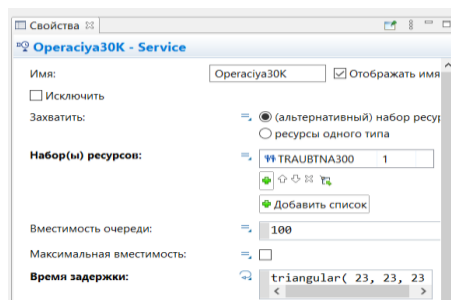 Свойства
Operaciya30K - Service
Имя: Operaciya30K Отображать имя
Исключить
Захватить: (альтернативный) набор ресур
ресурсы одного типа
Набор(ы) ресурсов: TRAUBTNA300 1
Добавить список
Вместимость очереди: 100
Максимальная вместимость:
Время задержки: triangular( 23, 23, 23